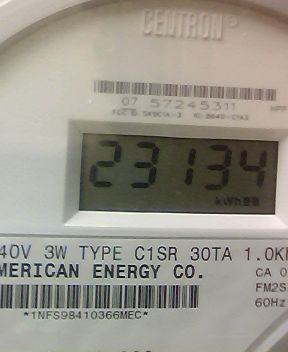 CENTRON®
07 57245311
23134
kWh
40V 3W TYPE C1SR 30TA 1.0K
MERICAN ENERGY CO. CA 0
FM2S
60Hz
*1NFS98410366MEC*